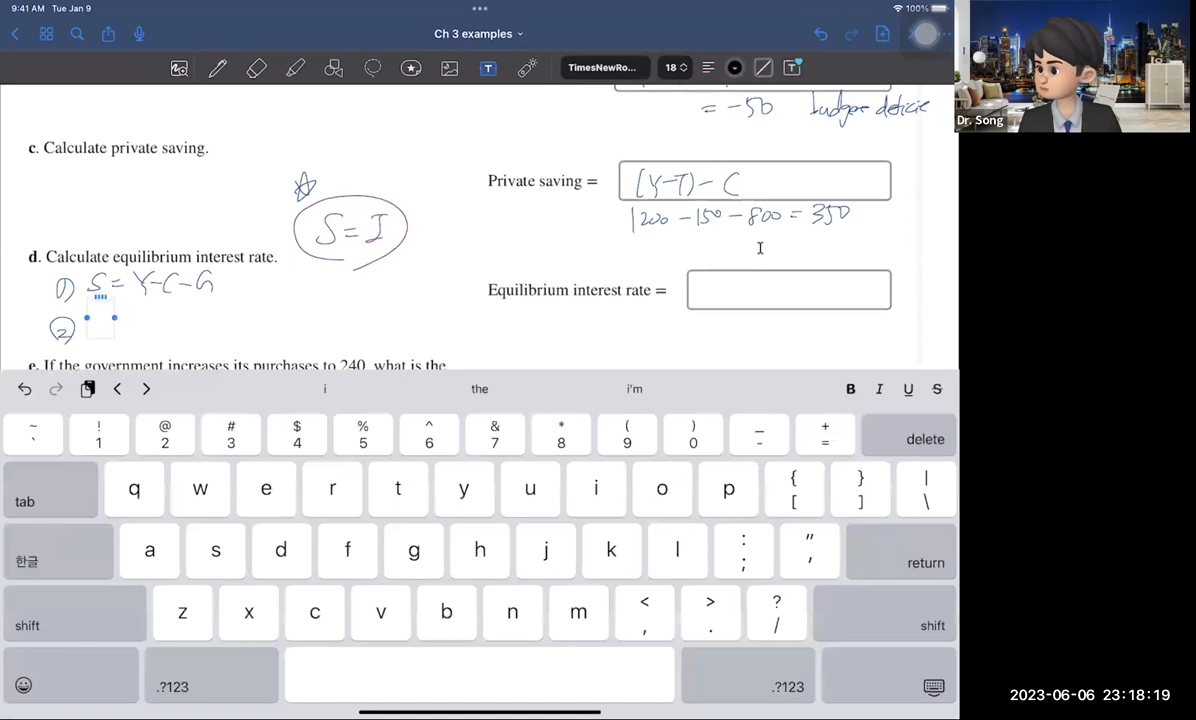 9:41 AM Tue Jan 9
100%
Ch 3 examples
TimesNewRo...
18
T
T
Dr. Song
= -50
c. Calculate private saving.
Private saving =
(Y-T) - C
1200 - 150 - 800 = 350
S = I
d. Calculate equilibrium interest rate.
① S = Y-C-G
Equilibrium interest rate =
②
e. If the government increases its purchases to 240, what is the
i the i'm
B I U S
~ ! @ # $ % ^ & * ( ) _ +
` 1 2 3 4 5 6 7 8 9 0 - = delete
tab q w e r t y u i o p { [ } ] | \
한글 a s d f g h j k l : ; " ' return
shift z x c v b n m < , > . ? / shift
.?123 .?123
2023-06-06 23:18:19